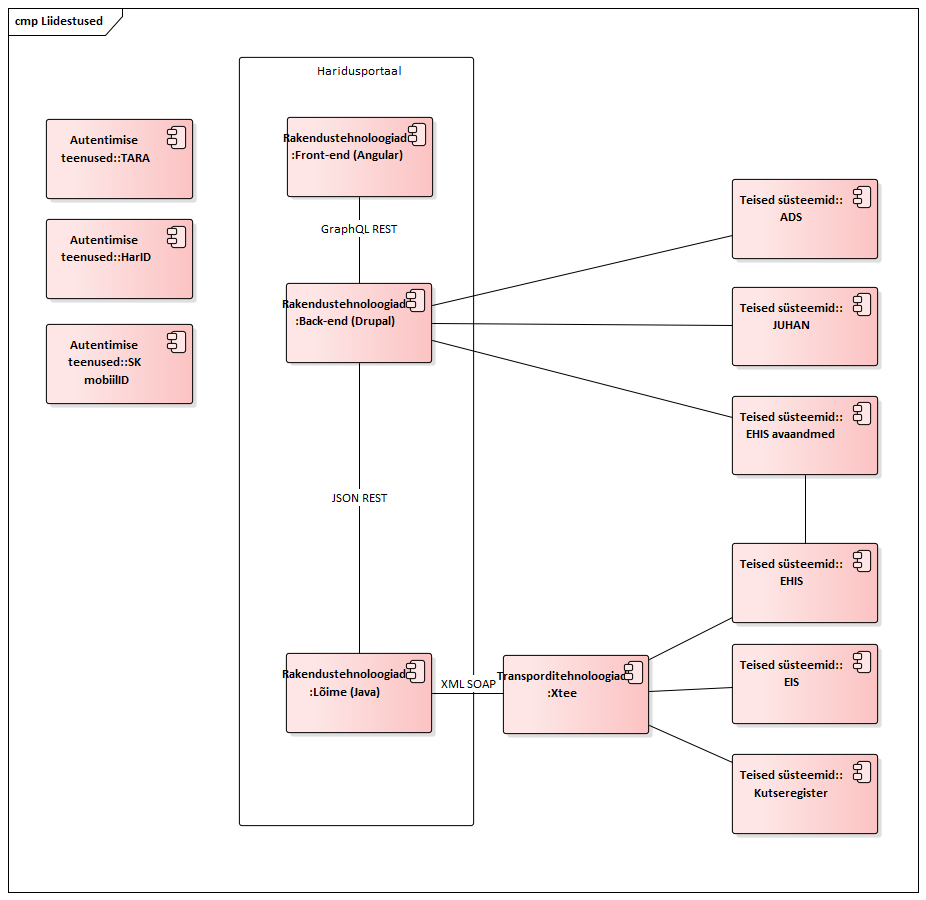 cmp Liidestused
Haridusportaal
Autentimise
teenused::TARA
Autentimise
teenused::HarID
Autentimise
teenused::SK
mobiilID
Rakendustehnoloogiad
:Front-end (Angular)
GraphQL REST
Rakendustehnoloogiad
:Back-end (Drupal)
JSON REST
Rakendustehnoloogiad
:Lõime (Java)
XML SOAP
Transporditehnoloogiad
:Xtee
Teised süsteemid::
ADS
Teised süsteemid::
JUHAN
Teised süsteemid::
EHIS avaandmed
Teised süsteemid::
EHIS
Teised süsteemid::
EIS
Teised süsteemid::
Kutseregister